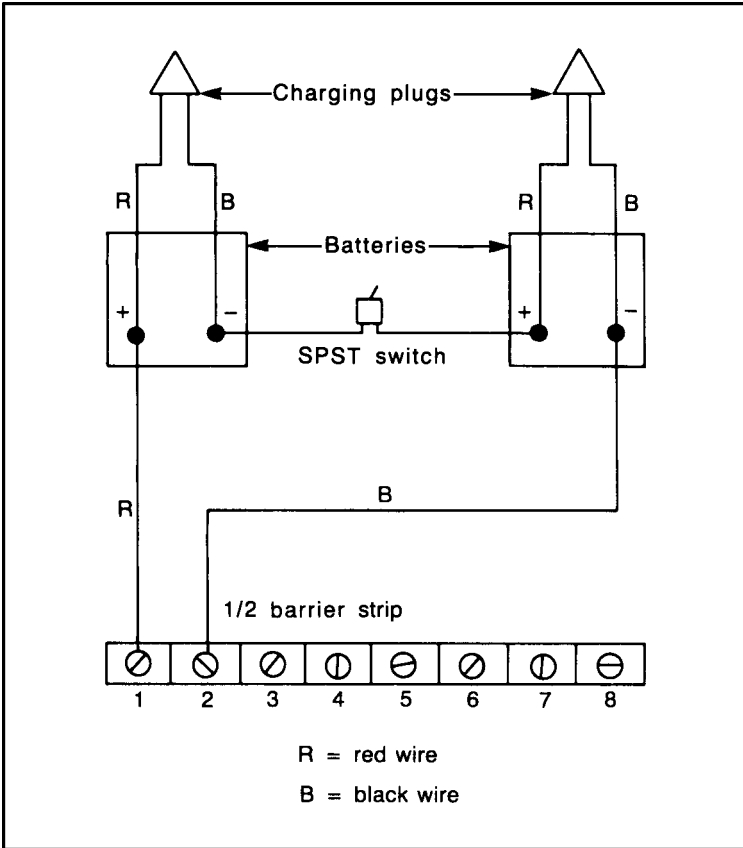 Charging plugs
R B R B
Batteries
+ - + -
SPST switch
R B
1/2 barrier strip
1 2 3 4 5 6 7 8
R = red wire
B = black wire